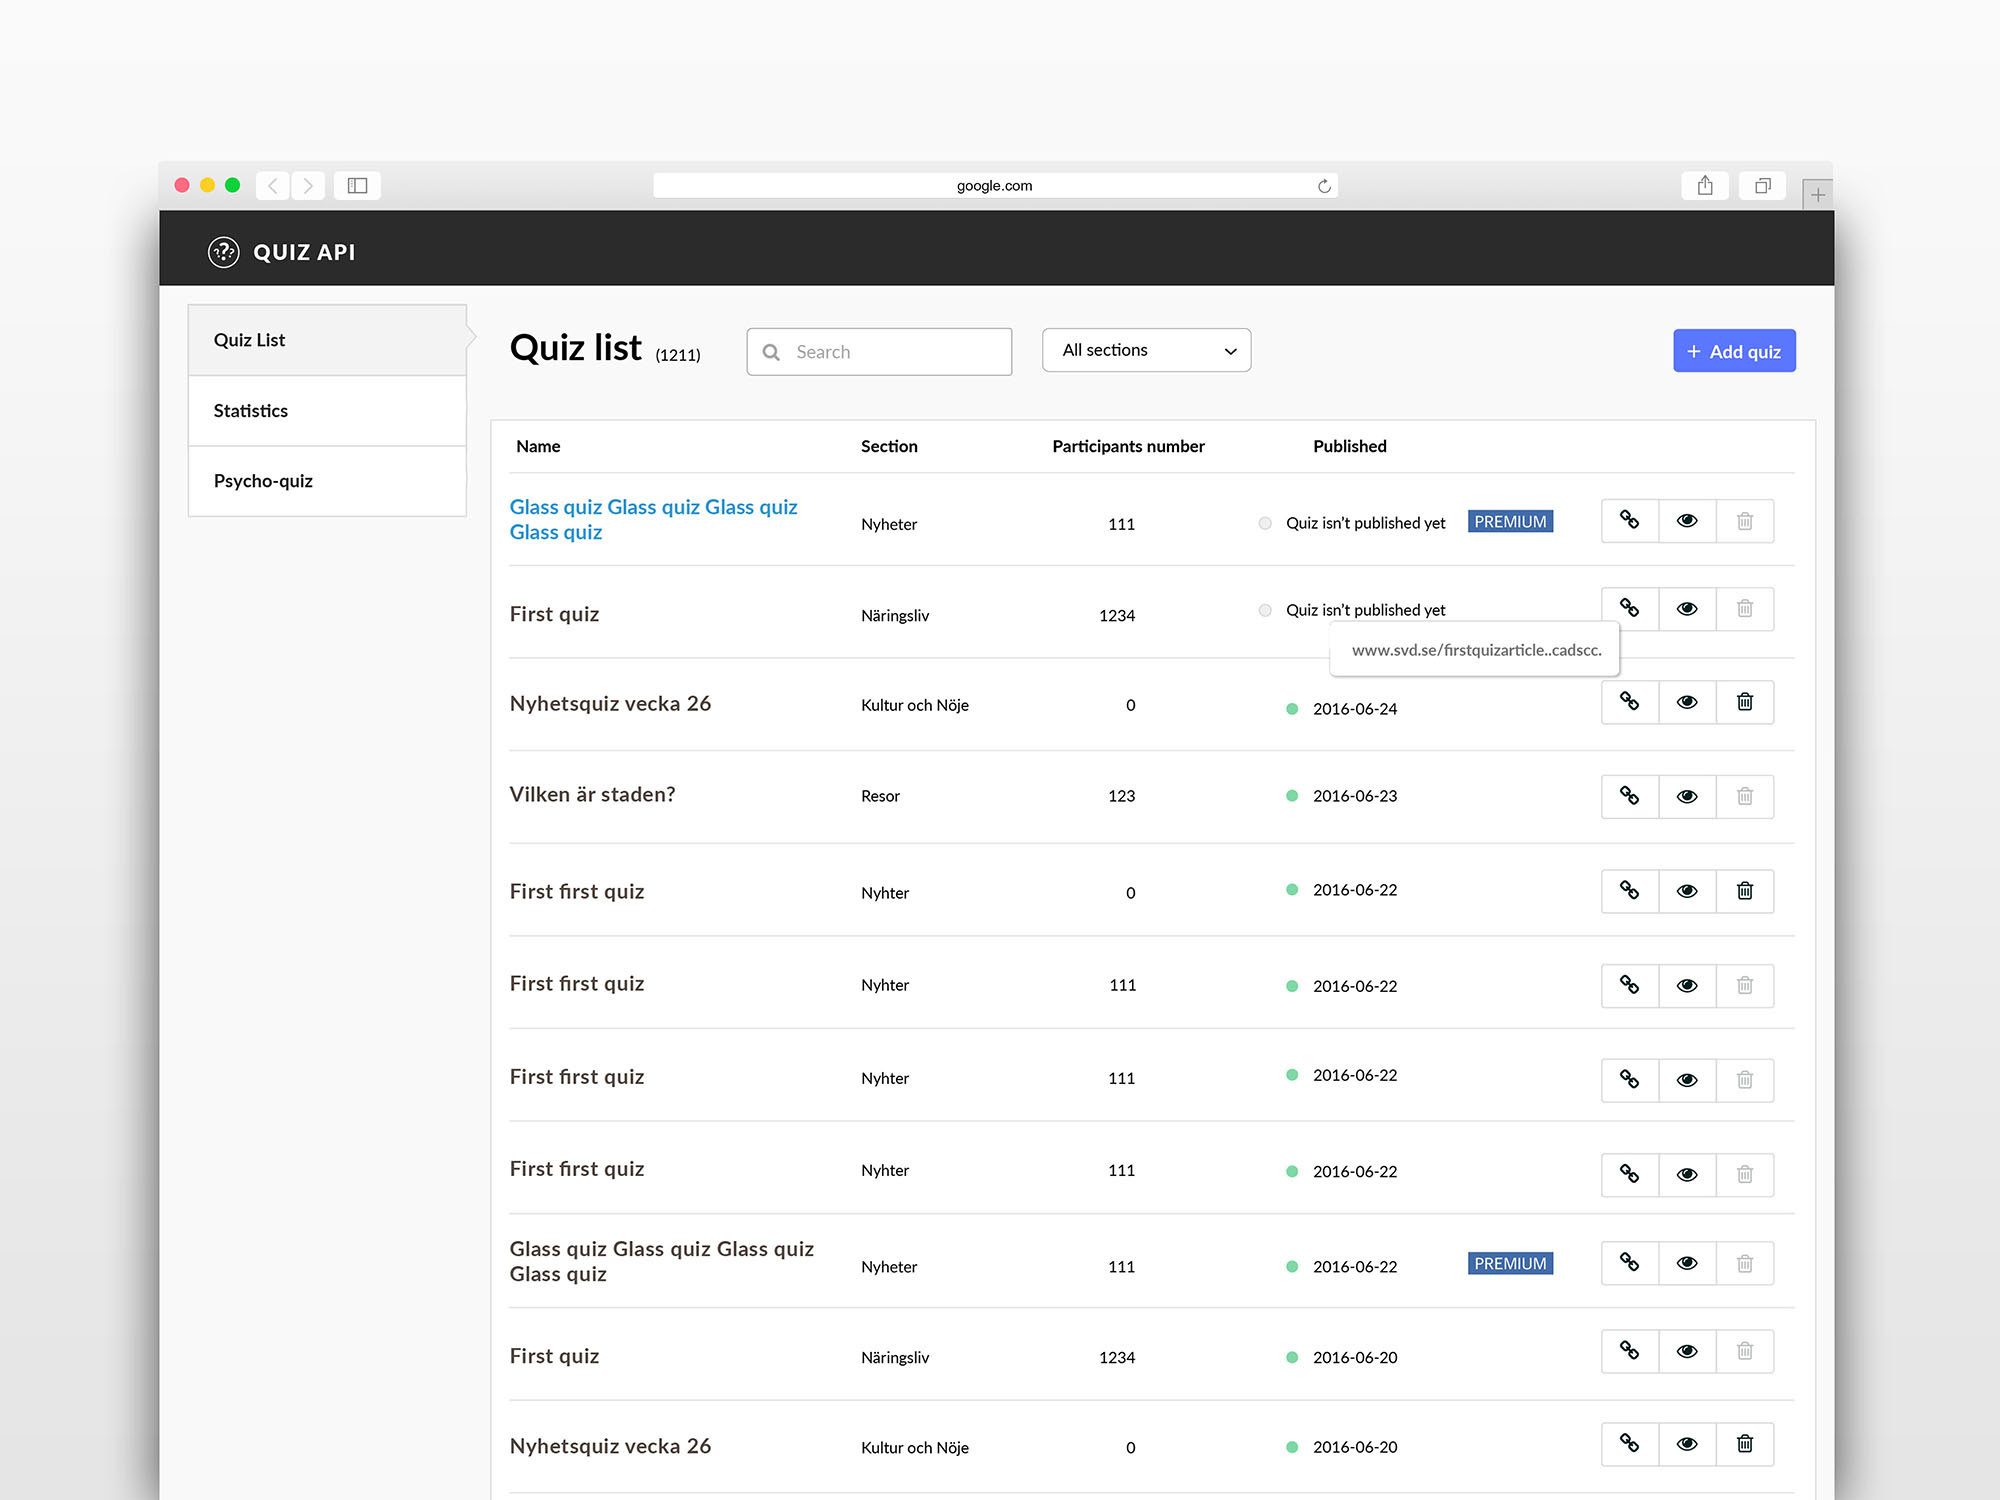 google.com
QUIZ API
Quiz List
Statistics
Psycho-quiz
Quiz list (1211)
Search
All sections
+ Add quiz
Name Section Participants number Published
Glass quiz Glass quiz Glass quiz
Glass quiz
Nyheter 111 Quiz isn’t published yet PREMIUM
First quiz Näringsliv 1234 Quiz isn’t published yet
www.svd.se/firstquizarticle..cadscc.
Nyhetsquiz vecka 26 Kultur och Nöje 0 2016-06-24
Vilken är staden? Resor 123 2016-06-23
First first quiz Nyhter 0 2016-06-22
First first quiz Nyhter 111 2016-06-22
First first quiz Nyhter 111 2016-06-22
First first quiz Nyhter 111 2016-06-22
Glass quiz Glass quiz Glass quiz
Glass quiz
Nyheter 111 2016-06-22 PREMIUM
First quiz Näringsliv 1234 2016-06-20
Nyhetsquiz vecka 26 Kultur och Nöje 0 2016-06-20